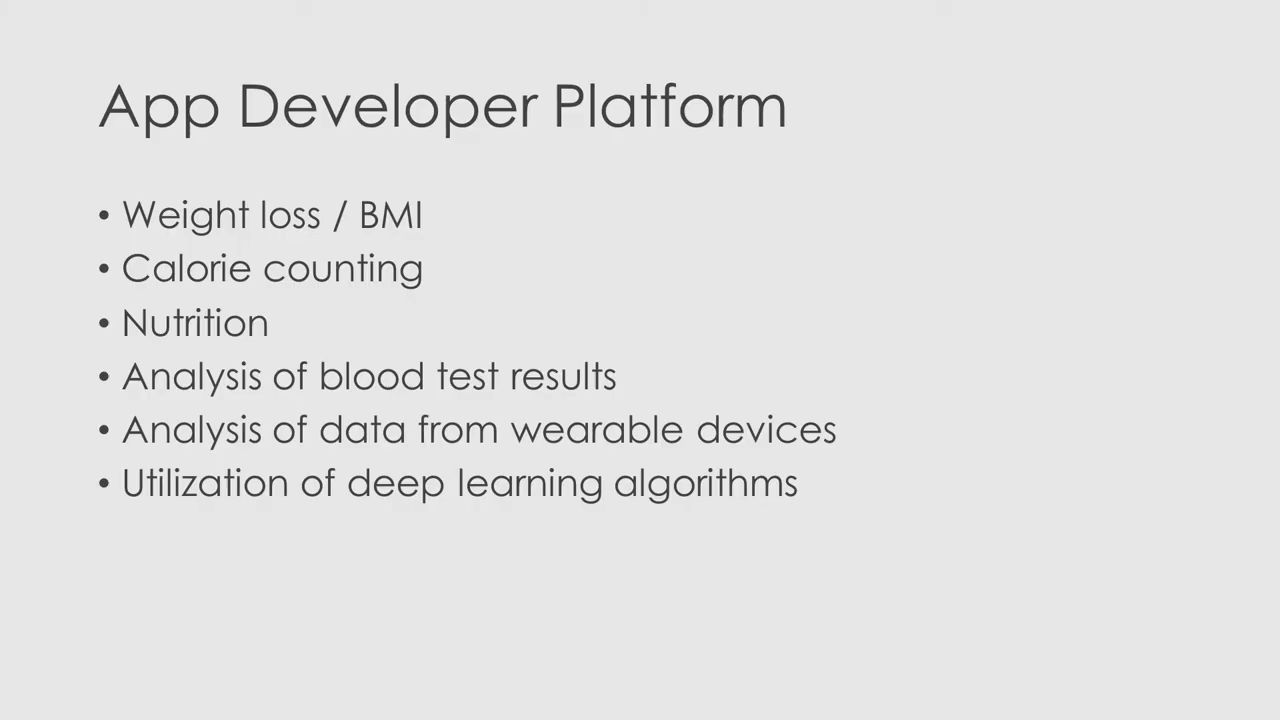 App Developer Platform
• Weight loss / BMI
• Calorie counting
• Nutrition
• Analysis of blood test results
• Analysis of data from wearable devices
• Utilization of deep learning algorithms